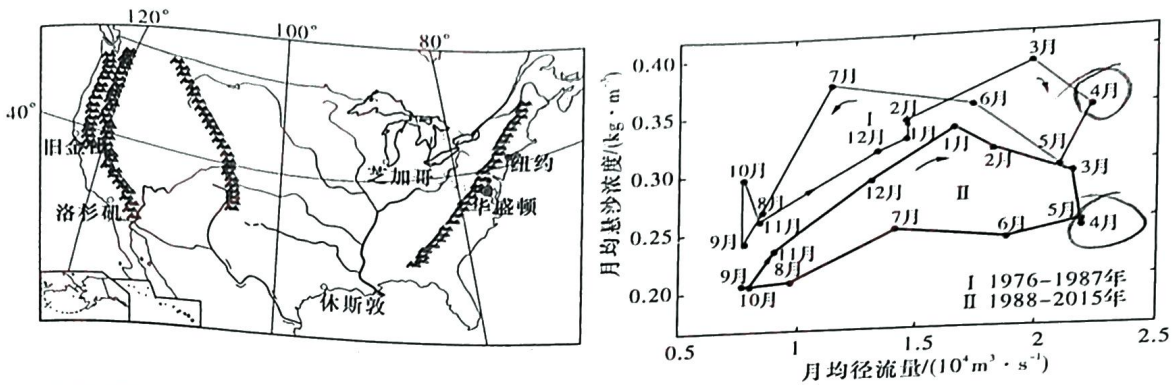 120°
100°
80°
40°
旧金山
洛杉矶
芝加哥
纽约
华盛顿
休斯敦
月均悬沙浓度/(kg·m⁻³)
0.40
0.35
0.30
0.25
0.20
3月
4月
7月
6月
2月
I
12月
1月
1月
5月
2月
3月
10月
12月
8月
11月
II
7月
5月
4月
6月
9月
11月
8月
9月
10月
I 1976-1987年
II 1988-2015年
0.5
1
1.5
2
2.5
月均径流量/(10⁴m³·s⁻¹)